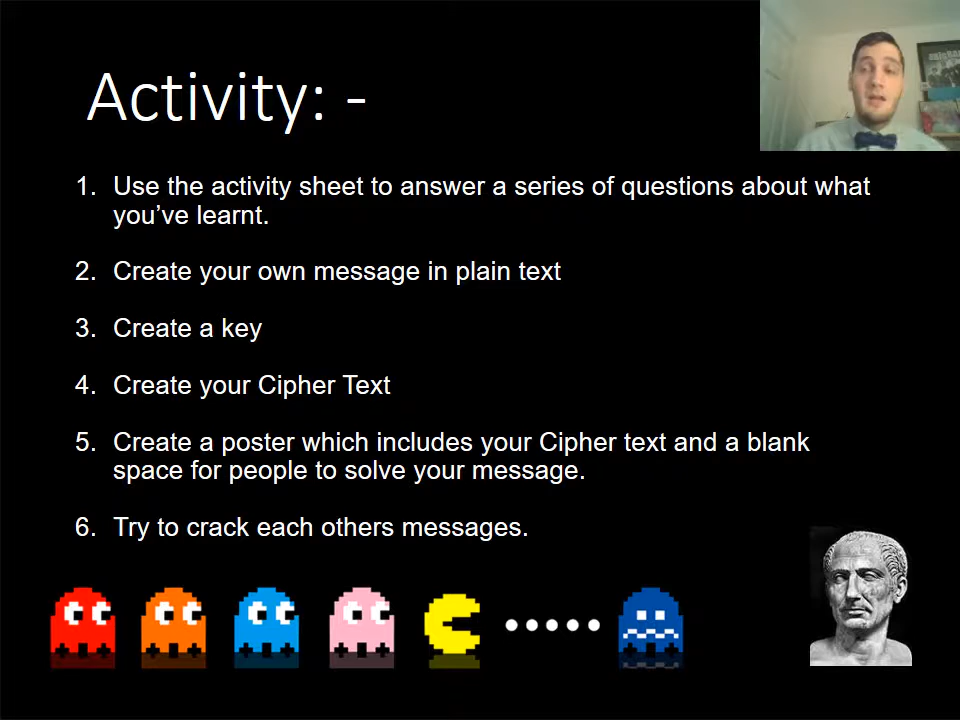 Activity: -
1. Use the activity sheet to answer a series of questions about what
you’ve learnt.
2. Create your own message in plain text
3. Create a key
4. Create your Cipher Text
5. Create a poster which includes your Cipher text and a blank
space for people to solve your message.
6. Try to crack each others messages.